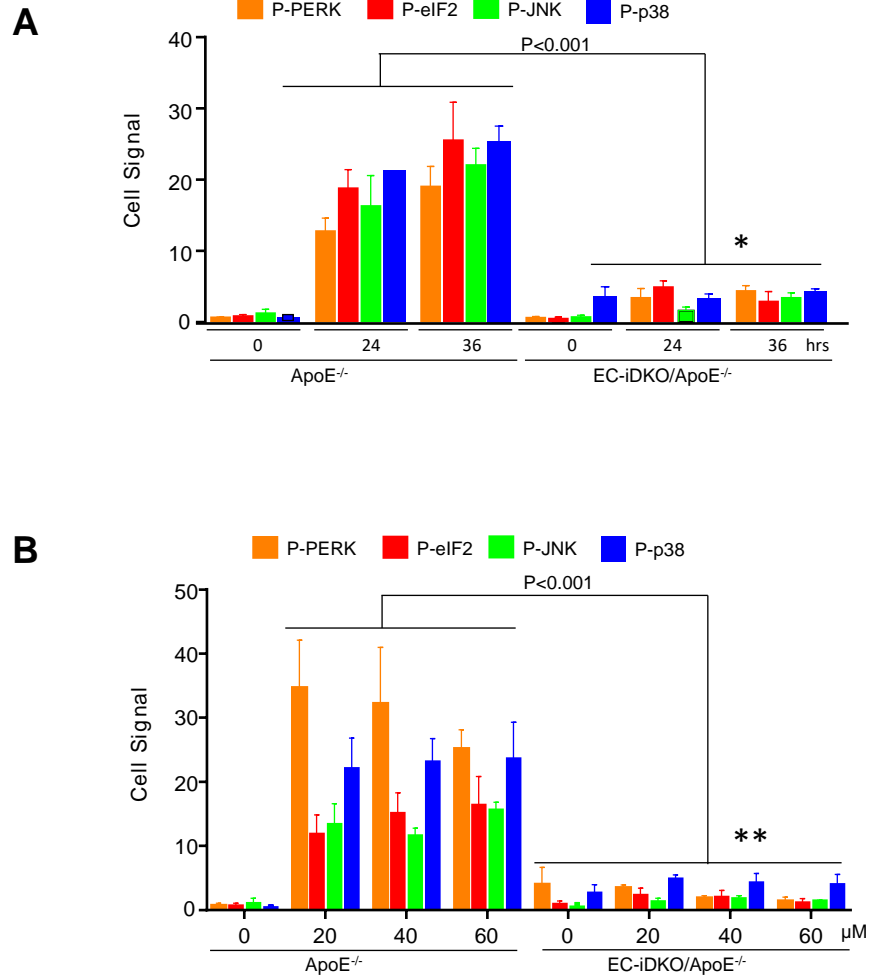 A
P-PERK P-eIF2 P-JNK P-p38
P<0.001
40
30
20
10
0
Cell Signal
*
0 24 36 0 24 36 hrs
ApoE-/- EC-iDKO/ApoE-/-
B
P-PERK P-eIF2 P-JNK P-p38
P<0.001
50
40
30
20
10
0
Cell Signal
**
0 20 40 60 0 20 40 60 µM
ApoE-/- EC-iDKO/ApoE-/-